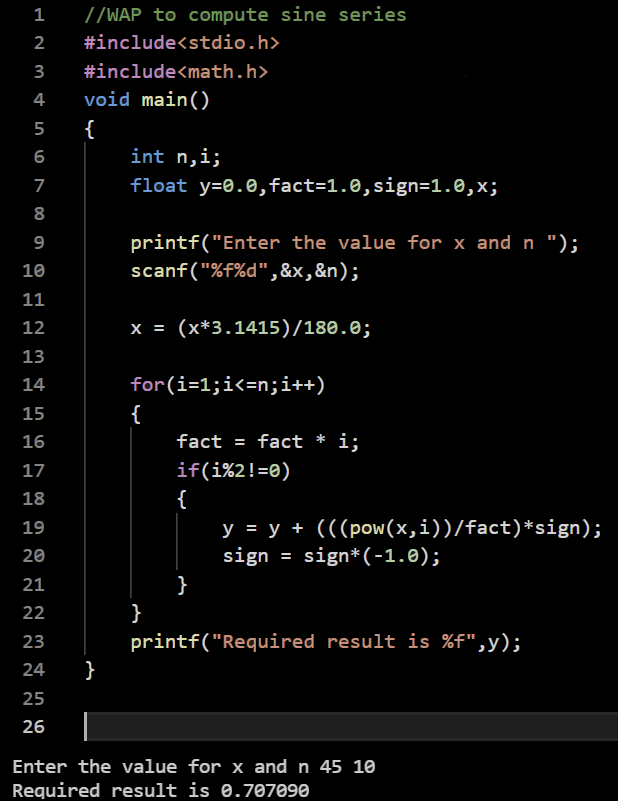 1 //WAP to compute sine series
2 #include<stdio.h>
3 #include<math.h>
4 void main()
5 {
6     int n,i;
7     float y=0.0,fact=1.0,sign=1.0,x;
8
9     printf("Enter the value for x and n ");
10     scanf("%f%d",&x,&n);
11
12     x = (x*3.1415)/180.0;
13
14     for(i=1;i<=n;i++)
15     {
16         fact = fact * i;
17         if(i%2!=0)
18         {
19             y = y + (((pow(x,i))/fact)*sign);
20             sign = sign*(-1.0);
21         }
22     }
23     printf("Required result is %f",y);
24 }
25
26
Enter the value for x and n 45 10
Required result is 0.707090